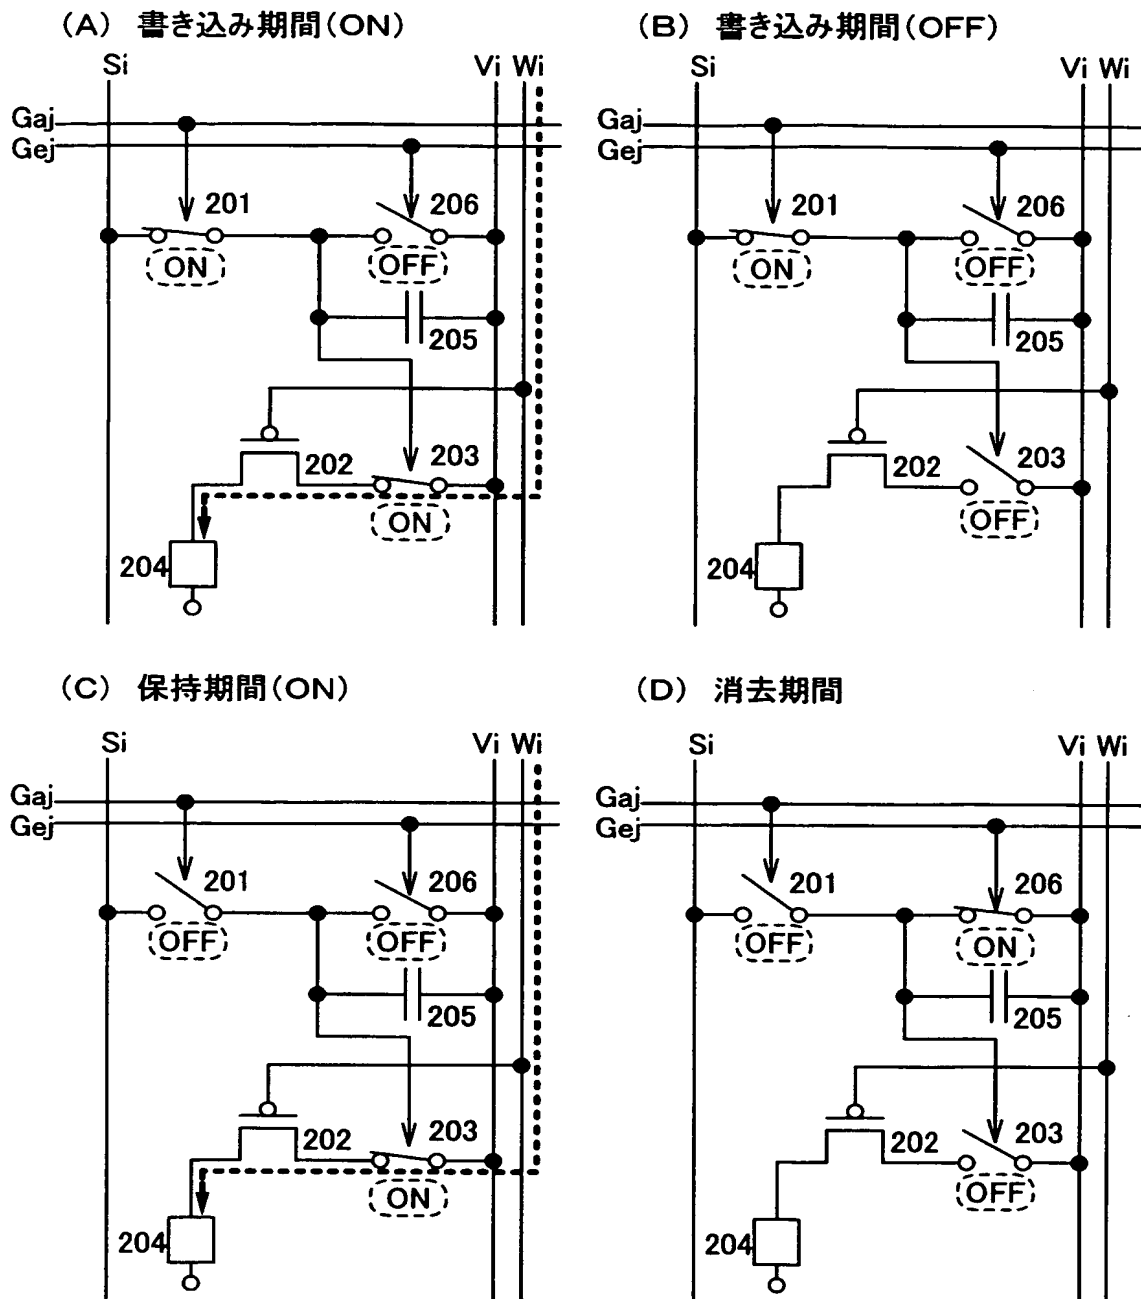 (A) 書き込み期間(ON)
Si
Vi Wi
Gaj
Gej
201
206
ON
OFF
205
202
203
ON
204
(B) 書き込み期間(OFF)
Si
Vi Wi
Gaj
Gej
201
206
ON
OFF
205
202
203
OFF
204
(C) 保持期間(ON)
Si
Vi Wi
Gaj
Gej
201
206
OFF
OFF
205
202
203
ON
204
(D) 消去期間
Si
Vi Wi
Gaj
Gej
201
206
OFF
ON
205
202
203
OFF
204